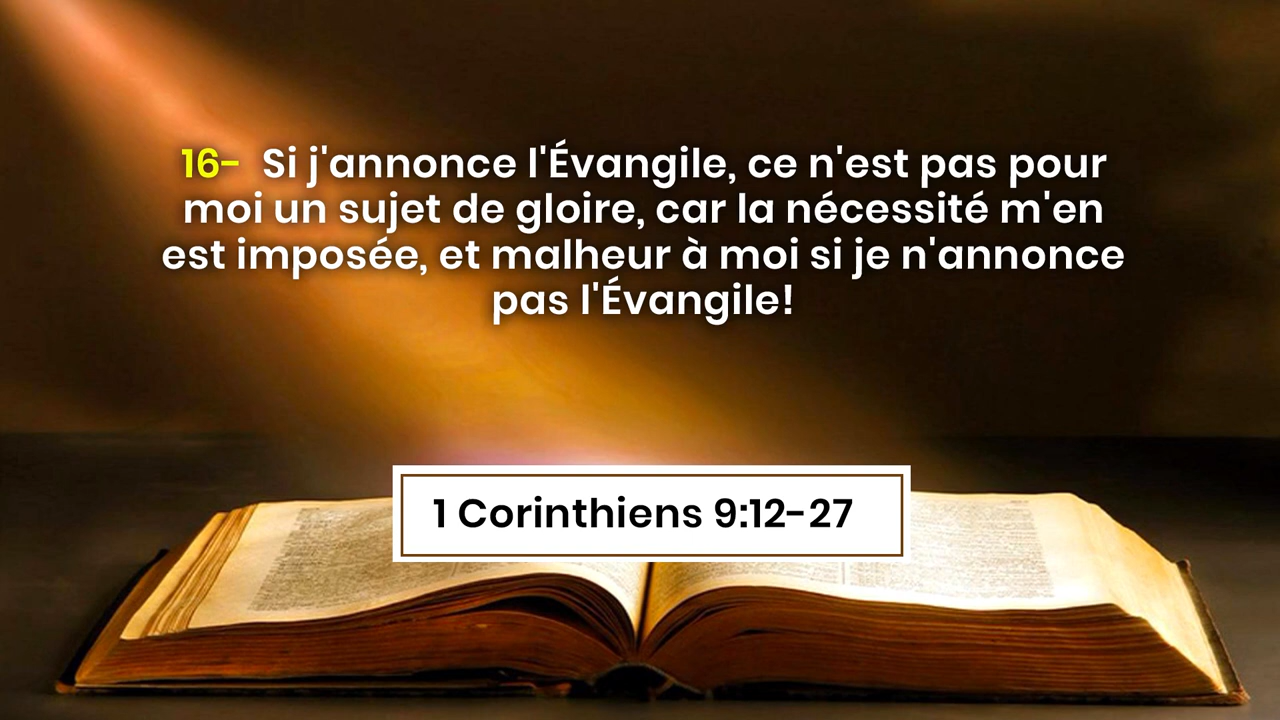 16- Si j'annonce l'Évangile, ce n'est pas pour
moi un sujet de gloire, car la nécessité m'en
est imposée, et malheur à moi si je n'annonce
pas l'Évangile!
1 Corinthiens 9:12-27